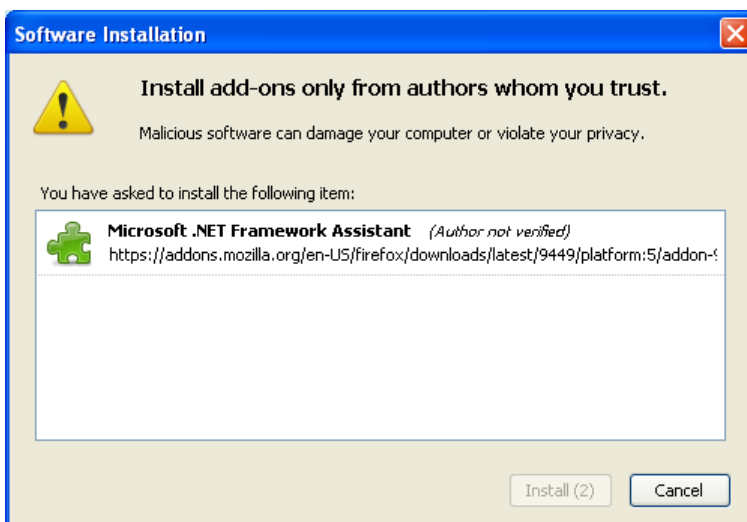 Software Installation
Install add-ons only from authors whom you trust.
Malicious software can damage your computer or violate your privacy.
You have asked to install the following item:
Microsoft .NET Framework Assistant (Author not verified)
https://addons.mozilla.org/en-US/firefox/downloads/latest/9449/platform:5/addon-9
Install (2) Cancel